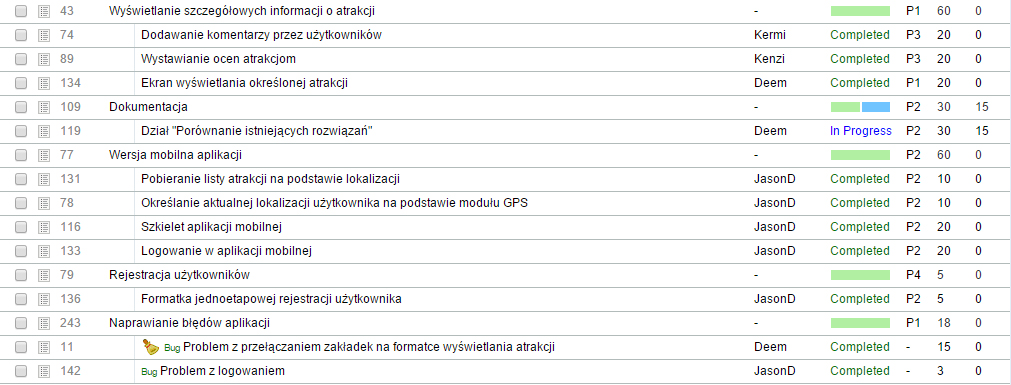 43 Wyświetlanie szczegółowych informacji o atrakcji - P1 60 0
74 Dodawanie komentarzy przez użytkowników Kermi Completed P3 20 0
89 Wystawianie ocen atrakcjom Kenzi Completed P3 20 0
134 Ekran wyświetlania określonej atrakcji Deem Completed P1 20 0
109 Dokumentacja - P2 30 15
119 Dział "Porównanie istniejących rozwiązań" Deem In Progress P2 30 15
77 Wersja mobilna aplikacji - P2 60 0
131 Pobieranie listy atrakcji na podstawie lokalizacji JasonD Completed P2 10 0
78 Określanie aktualnej lokalizacji użytkownika na podstawie modułu GPS JasonD Completed P2 10 0
116 Szkielet aplikacji mobilnej JasonD Completed P2 20 0
133 Logowanie w aplikacji mobilnej JasonD Completed P2 20 0
79 Rejestracja użytkowników - P4 5 0
136 Formatka jednoetapowej rejestracji użytkownika JasonD Completed P2 5 0
243 Naprawianie błędów aplikacji - P1 18 0
11 Bug Problem z przełączaniem zakładek na formatce wyświetlania atrakcji Deem Completed - 15 0
142 Bug Problem z logowaniem JasonD Completed - 3 0